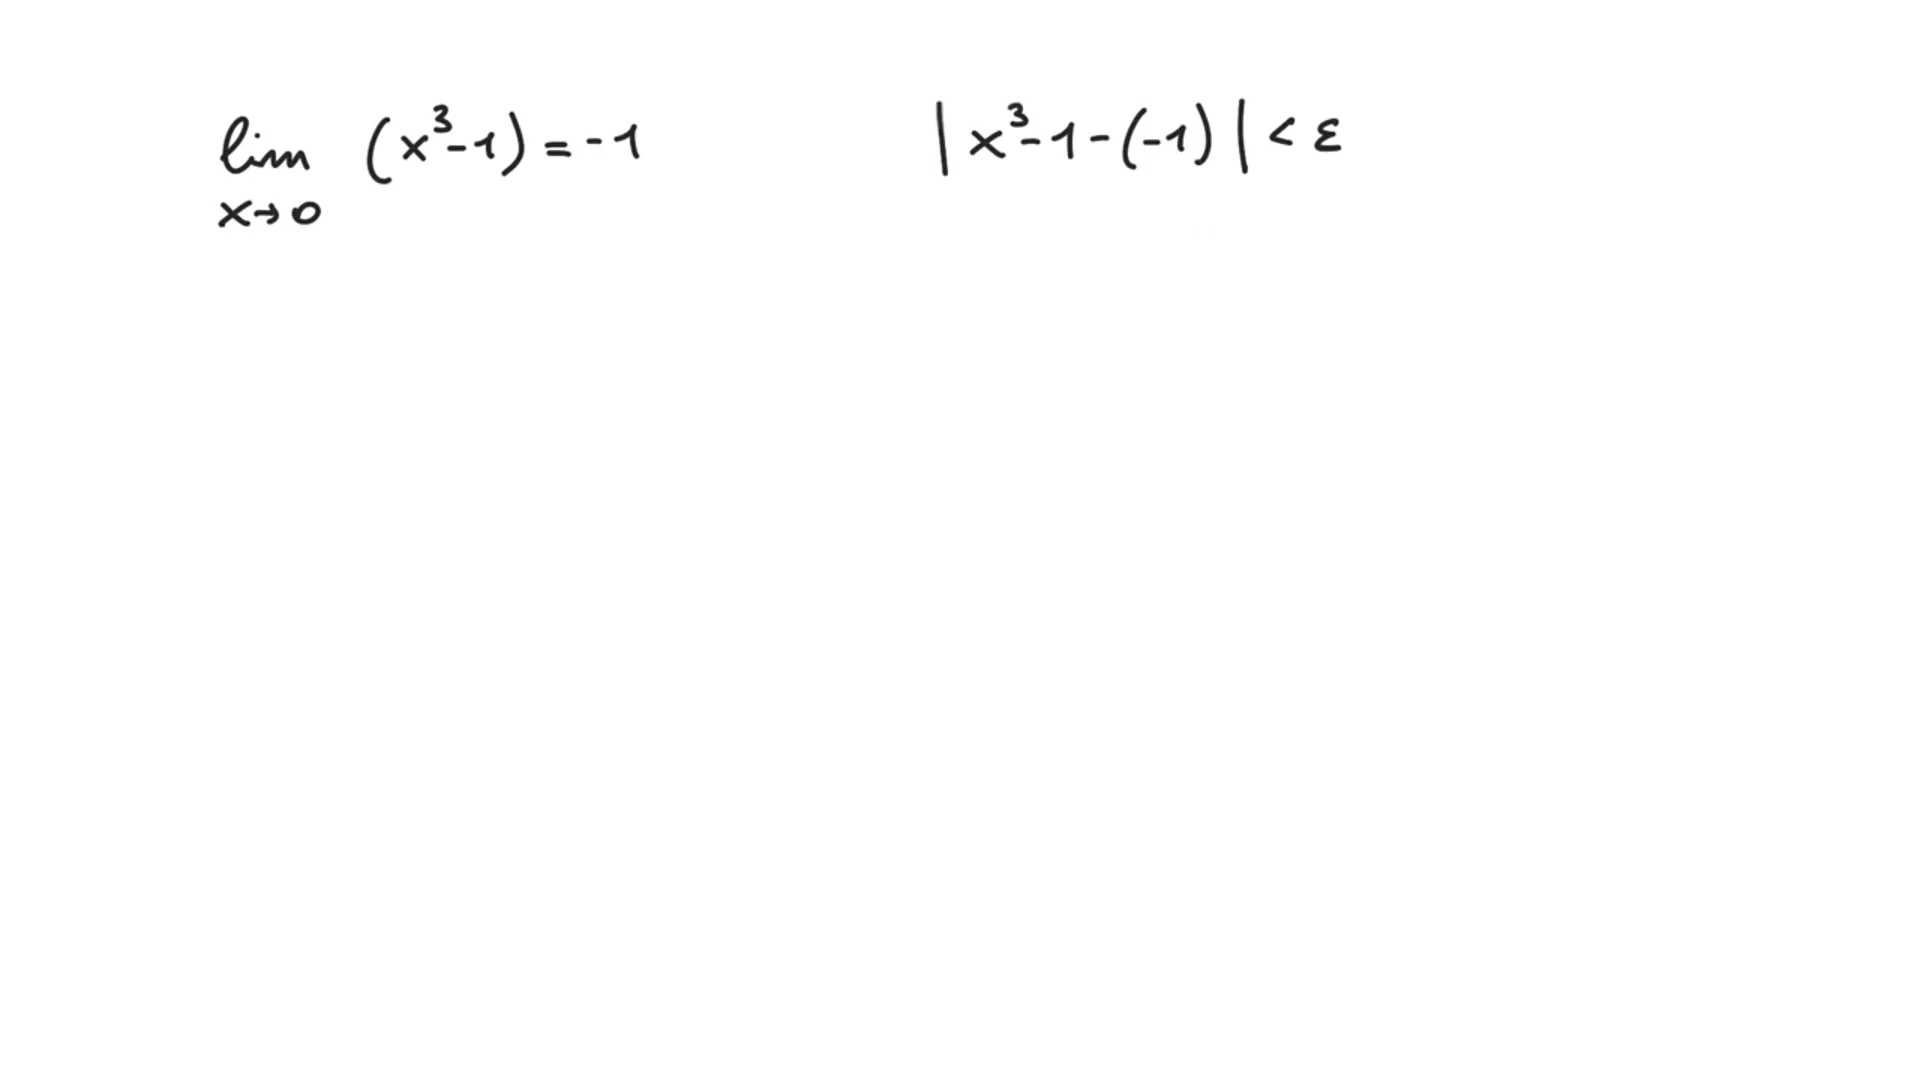 lim (x³-1) = -1
x→0
|x³-1-(-1)| < ε